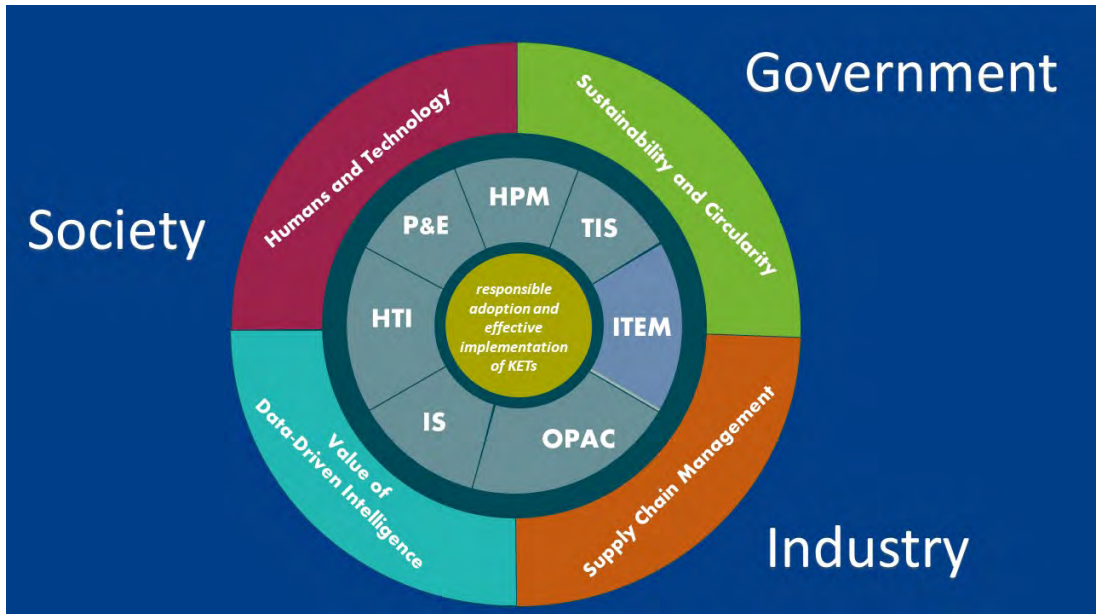 Government
Society
Industry
Humans and Technology
Sustainability and Circularity
Supply Chain Management
Value of
Data-Driven Intelligence
HPM
TIS
ITEM
OPAC
IS
HTI
P&E
responsible
adoption and
effective
implementation
of KETs